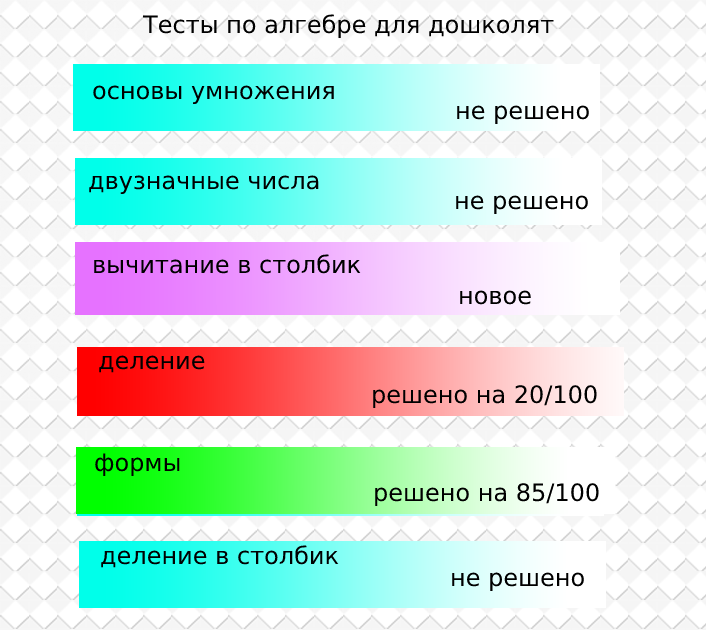 Тесты по алгебре для дошколят
основы умножения
не решено
двузначные числа
не решено
вычитание в столбик
новое
деление
решено на 20/100
формы
решено на 85/100
деление в столбик
не решено